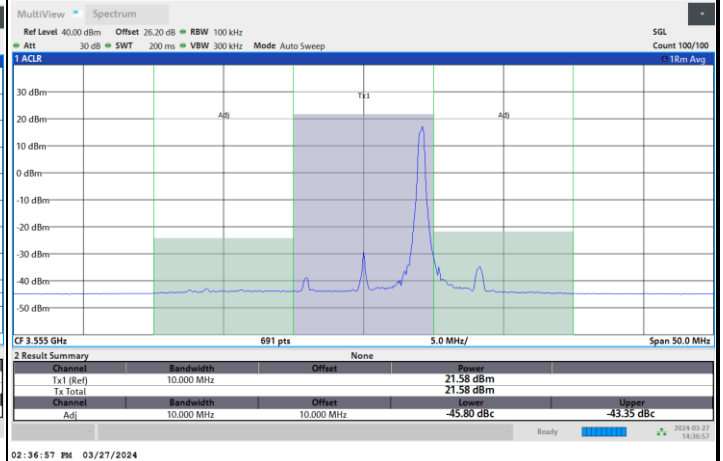 MultiView Spectrum
Ref Level 40.00 dBm Offset 26.20 dB RBW 100 kHz SGL
Att 30 dB SWT 200 ms VBW 300 kHz Mode Auto Sweep Count 100/100
1 ACLR 1Rm Avg
Tx1
30 dBm
Adj Adj
20 dBm
10 dBm
0 dBm
-10 dBm
-20 dBm
-30 dBm
-40 dBm
-50 dBm
CF 3.555 GHz 691 pts 5.0 MHz/ Span 50.0 MHz
2 Result Summary None
Channel Bandwidth Offset Power
Tx1 (Ref) 10.000 MHz 21.58 dBm
Tx Total 21.58 dBm
Channel Bandwidth Offset Lower Upper
Adj 10.000 MHz 10.000 MHz -45.80 dBc -43.35 dBc
Ready 2024-03-27
14:36:57
02:36:57 PM 03/27/2024